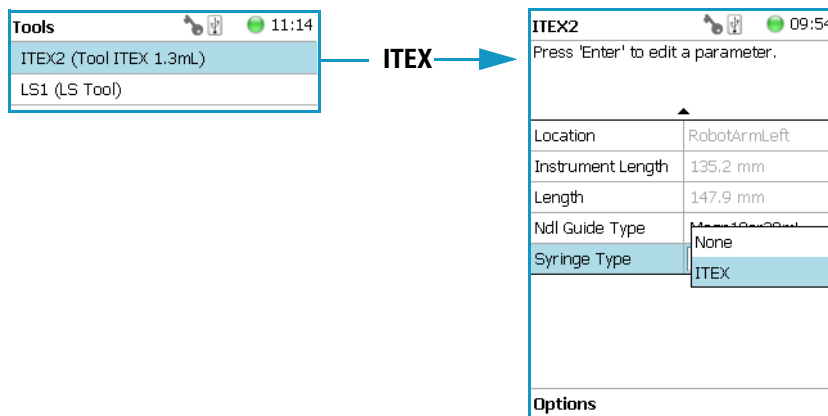 Tools 11:14
ITEX2 (Tool ITEX 1.3mL)
LS1 (LS Tool)
ITEX
ITEX2 09:54
Press 'Enter' to edit a parameter.
Location RobotArmLeft
Instrument Length 135.2 mm
Length 147.9 mm
Ndl Guide Type
Syringe Type
None
ITEX
Options